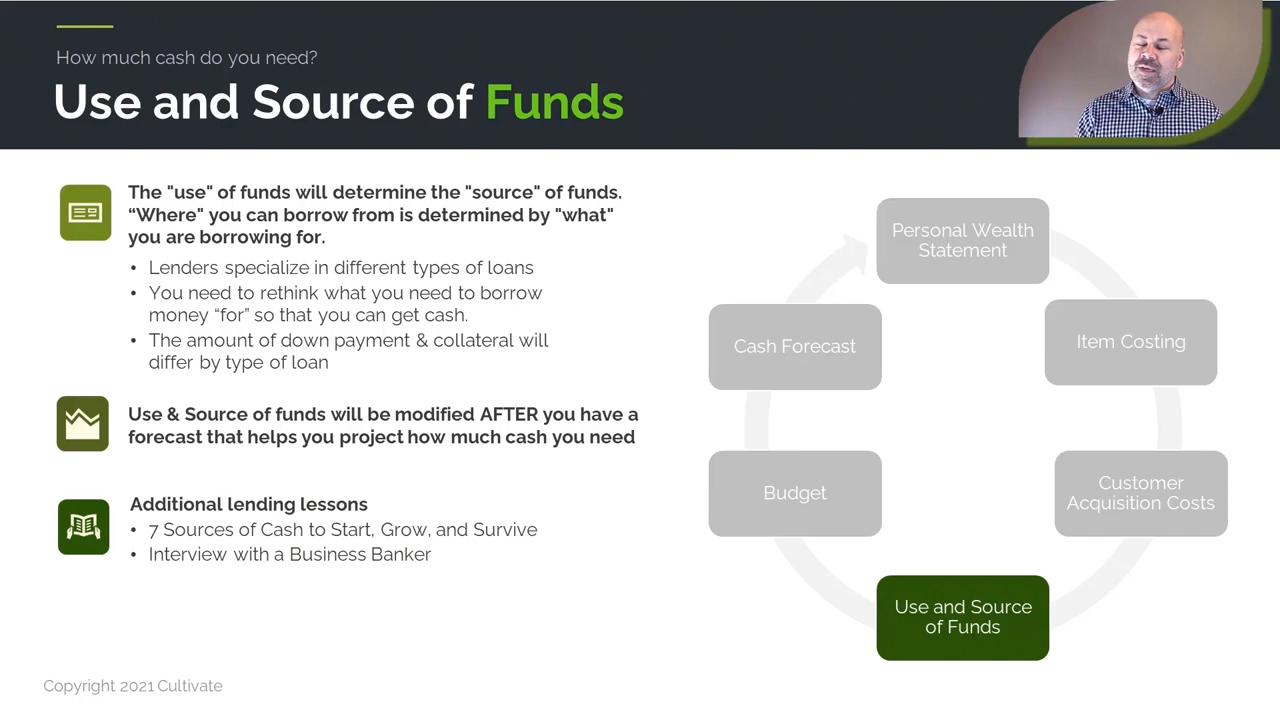 How much cash do you need?
Use and Source of Funds
The "use" of funds will determine the "source" of funds.
“Where" you can borrow from is determined by "what"
you are borrowing for.
• Lenders specialize in different types of loans
• You need to rethink what you need to borrow
money “for” so that you can get cash.
• The amount of down payment & collateral will
differ by type of loan
Use & Source of funds will be modified AFTER you have a
forecast that helps you project how much cash you need
Additional lending lessons
• 7 Sources of Cash to Start, Grow, and Survive
• Interview with a Business Banker
Personal Wealth
Statement
Item Costing
Customer
Acquisition Costs
Use and Source
of Funds
Budget
Cash Forecast
Copyright 2021 Cultivate